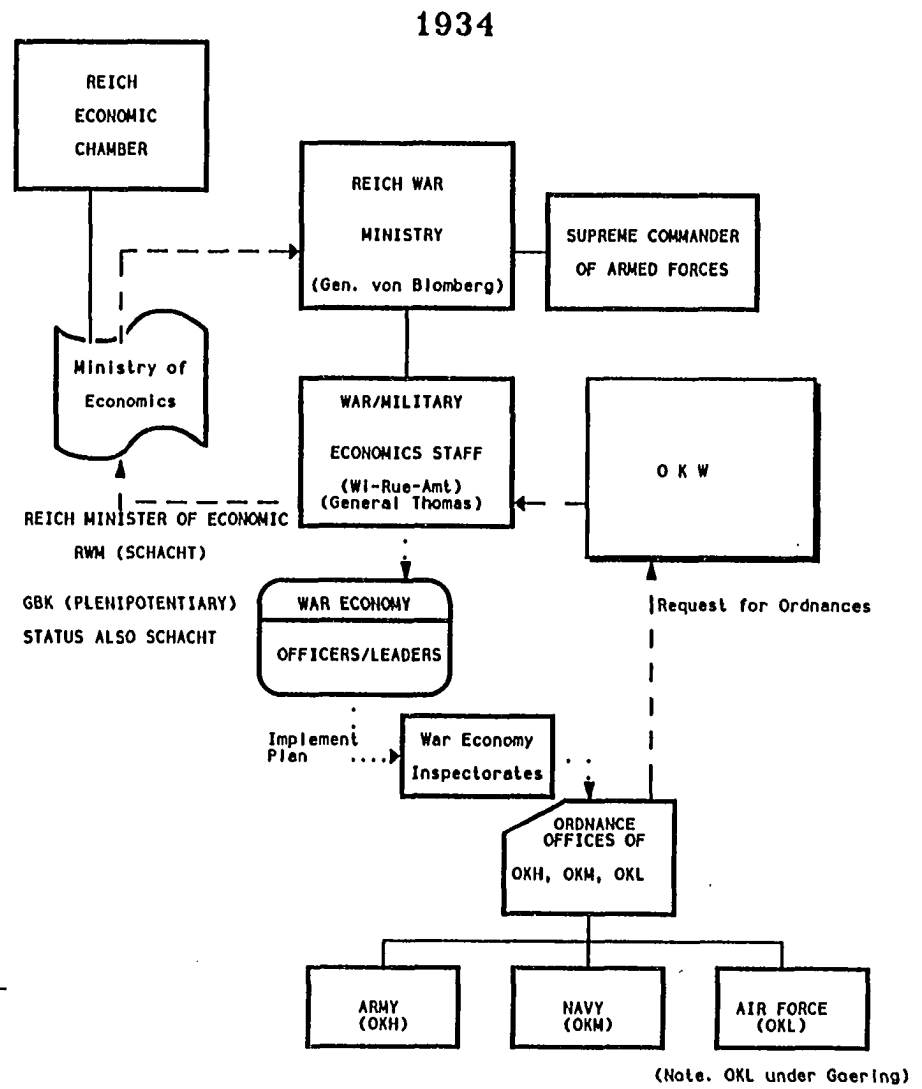 1934
REICH
ECONOMIC
CHAMBER
REICH WAR
MINISTRY
(Gen. von Blomberg)
SUPREME COMMANDER
OF ARMED FORCES
Ministry of
Economics
WAR/MILITARY
ECONOMICS STAFF
(Wi-Rue-Amt)
(General Thomas)
O K W
REICH MINISTER OF ECONOMIC
RWM (SCHACHT)
GBK (PLENIPOTENTIARY)
STATUS ALSO SCHACHT
WAR ECONOMY
OFFICERS/LEADERS
Request for Ordnances
Implement
Plan
War Economy
Inspectorates
ORDNANCE
OFFICES OF
OKH, OKM, OKL
ARMY
(OKH)
NAVY
(OKM)
AIR FORCE
(OKL)
(Note. OKL under Goering)